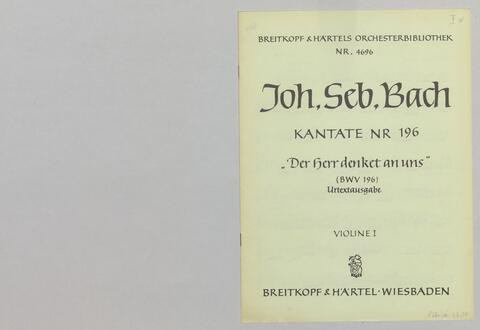 BREITKOPF & HÄRTELS ORCHESTERBIBLIOTHEK
NR. 4696
Joh. Seb. Bach
KANTATE NR 196
„Der Herr denket an uns"
(BWV 196)
Urtextausgabe
VIOLINE I
BREITKOPF & HÄRTEL · WIESBADEN